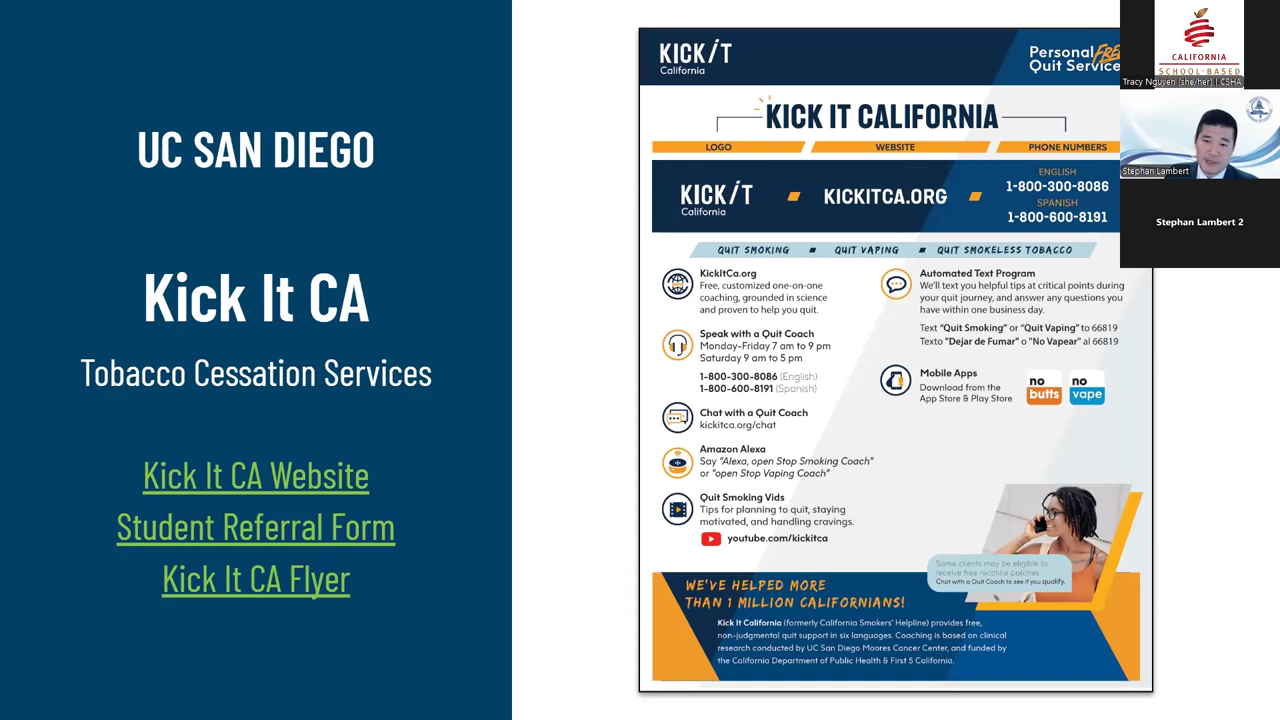 UC SAN DIEGO
Kick It CA
Tobacco Cessation Services
Kick It CA Website
Student Referral Form
Kick It CA Flyer
KICK IT
California
Personal FREE
Quit Service
KICK IT CALIFORNIA
LOGO
WEBSITE
PHONE NUMBERS
KICK IT
California
KICKITCA.ORG
ENGLISH
1-800-300-8086
SPANISH
1-800-600-8191
QUIT SMOKING
QUIT VAPING
QUIT SMOKELESS TOBACCO
KickItCa.org
Free, customized one-on-one
coaching, grounded in science
and proven to help you quit.
Speak with a Quit Coach
Monday-Friday 7 am to 9 pm
Saturday 9 am to 5 pm
1-800-300-8086 (English)
1-800-600-8191 (Spanish)
Chat with a Quit Coach
kickitca.org/chat
Amazon Alexa
Say "Alexa, open Stop Smoking Coach"
or "open Stop Vaping Coach"
Quit Smoking Vids
Tips for planning to quit, staying
motivated, and handling cravings.
youtube.com/kickitca
Automated Text Program
We'll text you helpful tips at critical points during
your quit journey, and answer any questions you
have within one business day.
Text "Quit Smoking" or "Quit Vaping" to 66819
Texto "Dejar de Fumar" o "No Vapear" al 66819
Mobile Apps
Download from the
App Store & Play Store
no
butts
no
vape
Some clients may be eligible to
receive free nicotine patches.
Chat with a Quit Coach to see if you qualify.
WE'VE HELPED MORE
THAN 1 MILLION CALIFORNIANS!
Kick It California (formerly California Smokers' Helpline) provides free,
non-judgmental quit support in six languages. Coaching is based on clinical
research conducted by UC San Diego Moores Cancer Center, and funded by
the California Department of Public Health & First 5 California.
CALIFORNIA
SCHOOL-BASED
Tracy Nguyen (she/her) | CSHA
Stephan Lambert
Stephan Lambert 2